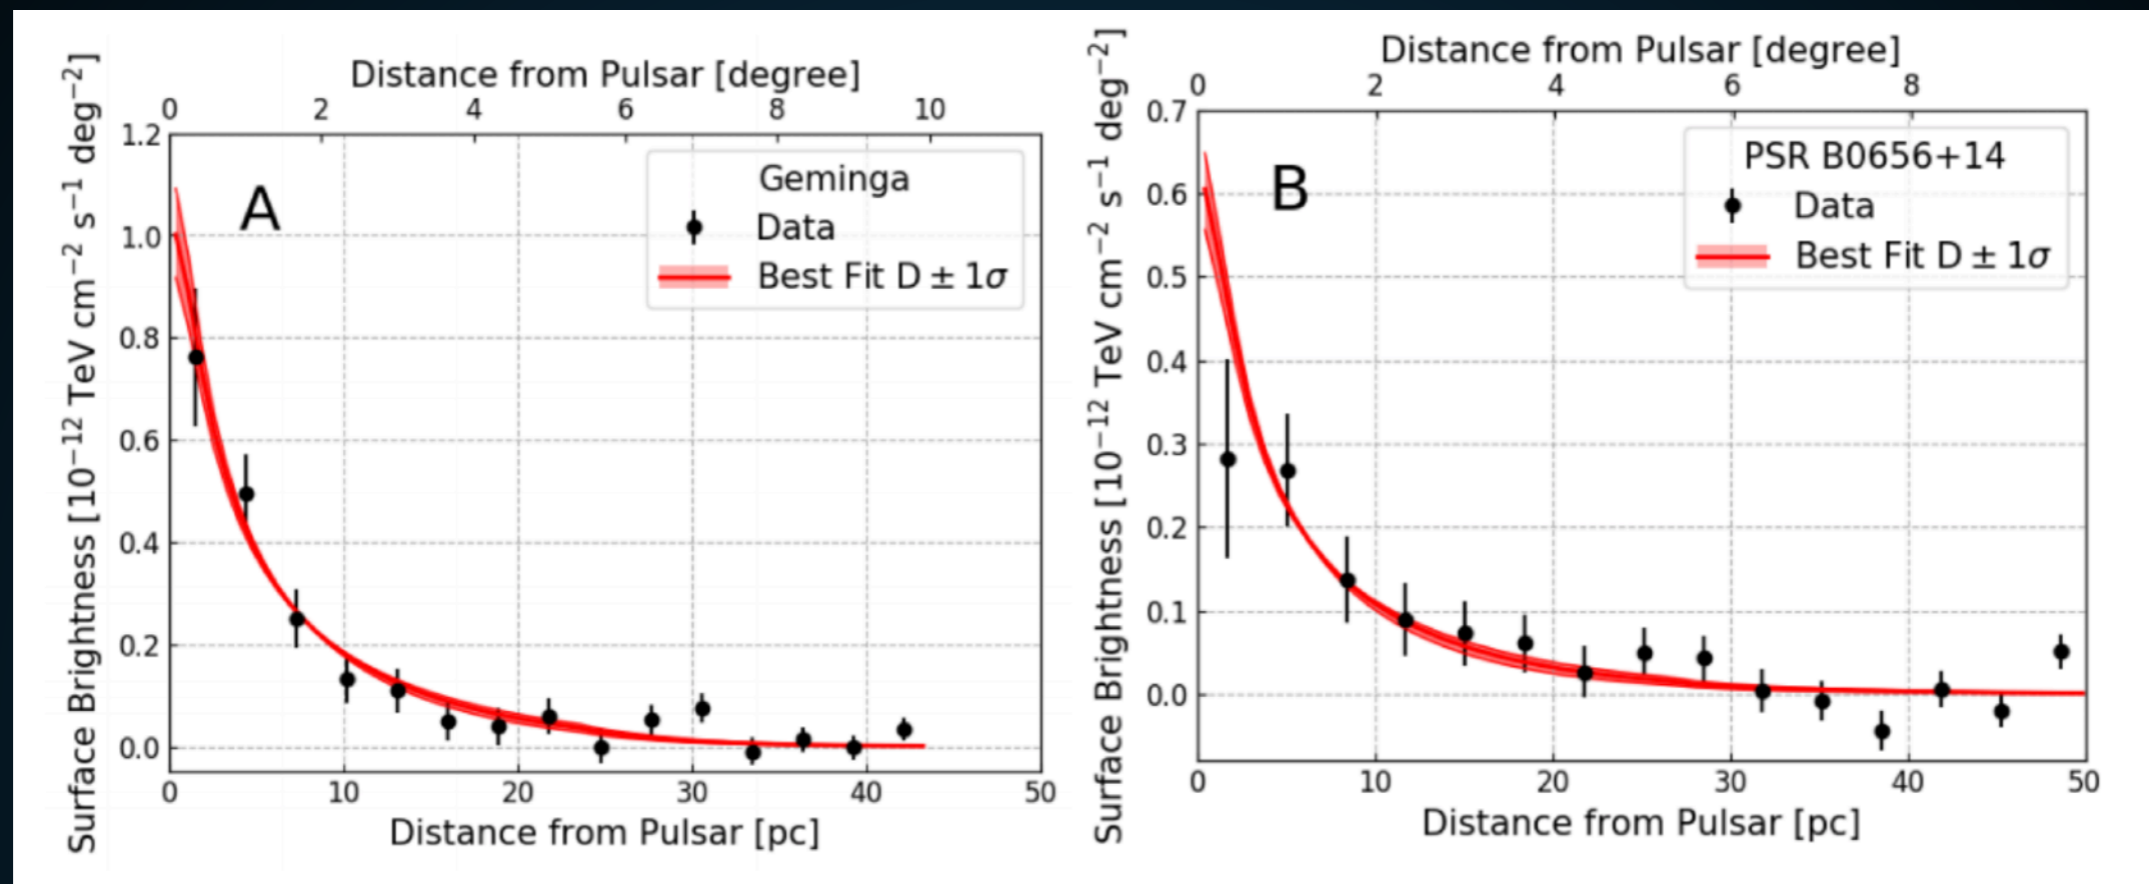 Distance from Pulsar [degree]
0 2 4 6 8 10
Surface Brightness [10⁻¹² TeV cm⁻² s⁻¹ deg⁻²]
1.2
1.0
0.8
0.6
0.4
0.2
0.0
A
Geminga
Data
Best Fit D ± 1σ
0 10 20 30 40 50
Distance from Pulsar [pc]
Distance from Pulsar [degree]
0 2 4 6 8
Surface Brightness [10⁻¹² TeV cm⁻² s⁻¹ deg⁻²]
0.7
0.6
0.5
0.4
0.3
0.2
0.1
0.0
B
PSR B0656+14
Data
Best Fit D ± 1σ
0 10 20 30 40 50
Distance from Pulsar [pc]